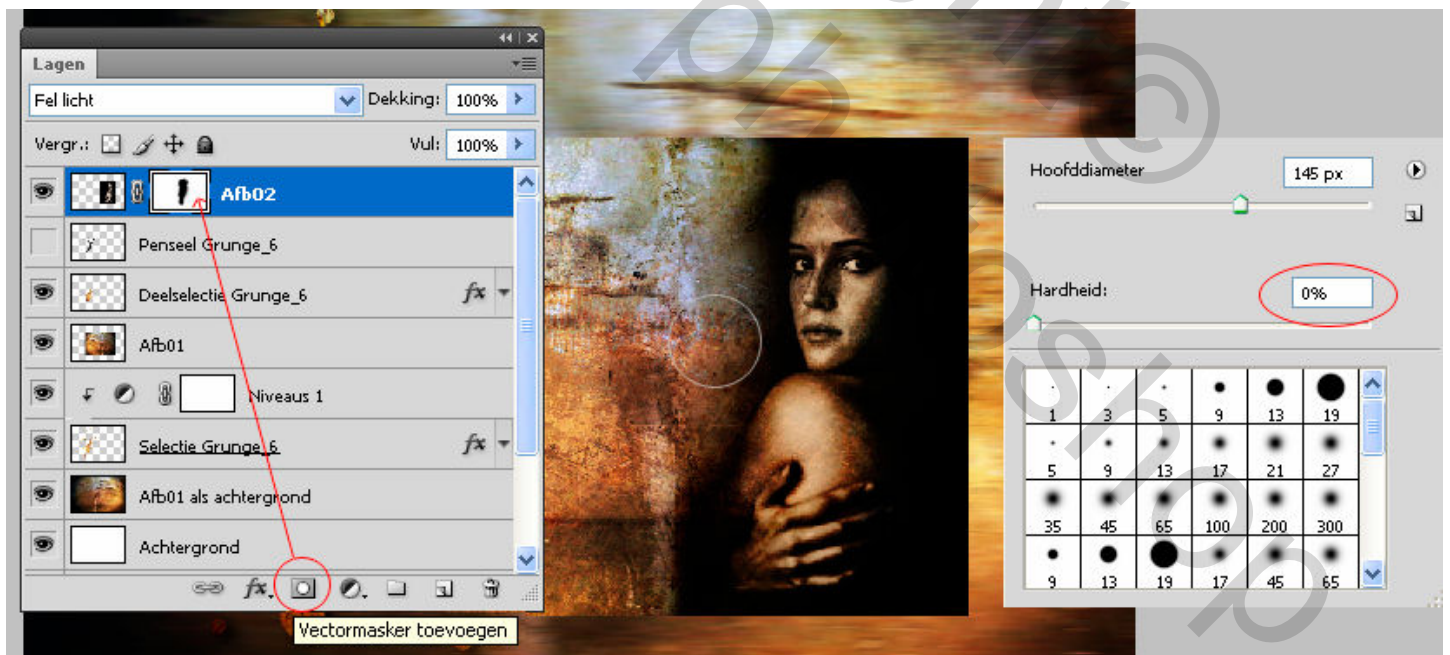 Lagen
Fel licht Dekking: 100%
Vergr.: Vul: 100%
Afb02
Penseel Grunge_6
Deelselectie Grunge_6 fx
Afb01
Niveaus 1
Selectie Grunge_6 fx
Afb01 als achtergrond
Achtergrond
fx.
Vectormasker toevoegen
Hoofddiameter 145 px
Hardheid: 0%
1 3 5 9 13 19
5 9 13 17 21 27
35 45 65 100 200 300
9 13 19 17 45 65
©
photoshop